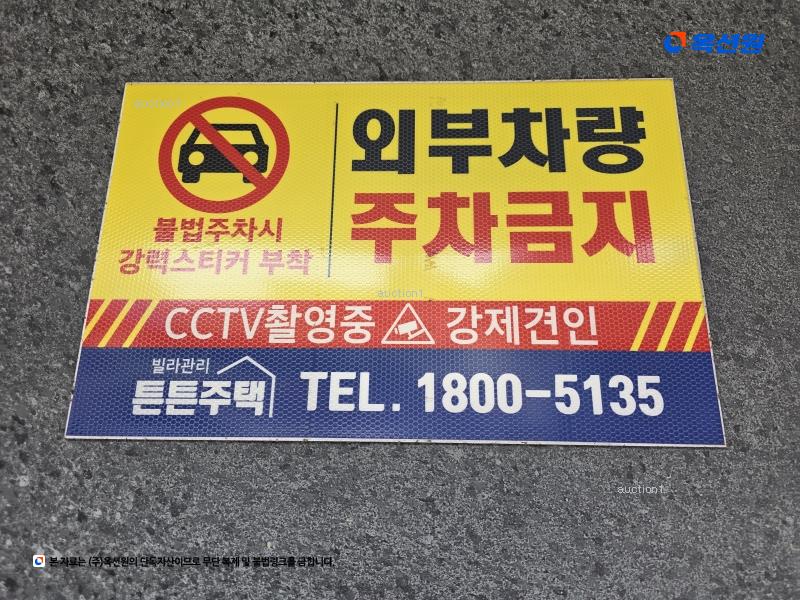 옥션원
auction1
외부차량
주차금지
불법주차시
강력스티커 부착
auction1
CCTV촬영중
강제견인
빌라관리
튼튼주택
TEL. 1800-5135
auction1
본 자료는 (주)옥션원의 단독자산이므로 무단 복제 및 불법링크를 금합니다.